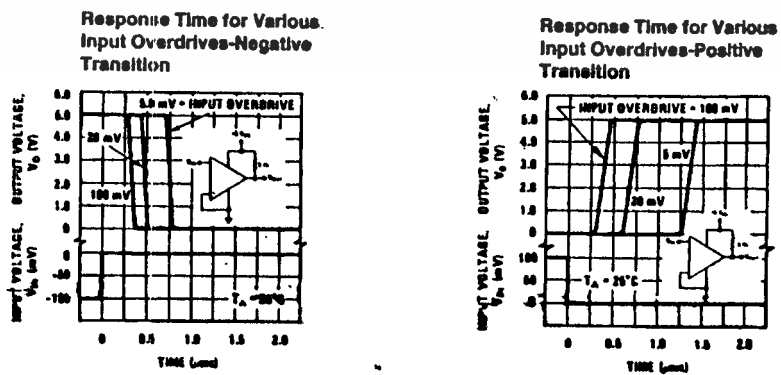 Response Time for Various
Input Overdrives-Negative
Transition
OUTPUT VOLTAGE,
V₀ (V)
INPUT VOLTAGE,
(mV)
6.0
5.0
4.0
3.0
2.0
1.0
0
0
-50
-100
5.0 mV = INPUT OVERDRIVE
20 mV
100 mV
0
0.5
1.0
1.5
2.0
TIME (μsec)
Response Time for Various
Input Overdrives-Positive
Transition
OUTPUT VOLTAGE,
V₀ (V)
INPUT VOLTAGE,
(mV)
6.0
5.0
4.0
3.0
2.0
1.0
0
100
50
INPUT OVERDRIVE = 100 mV
5 mV
20 mV
T_A = 25°C
0
0.5
1.0
1.5
2.0
TIME (μsec)